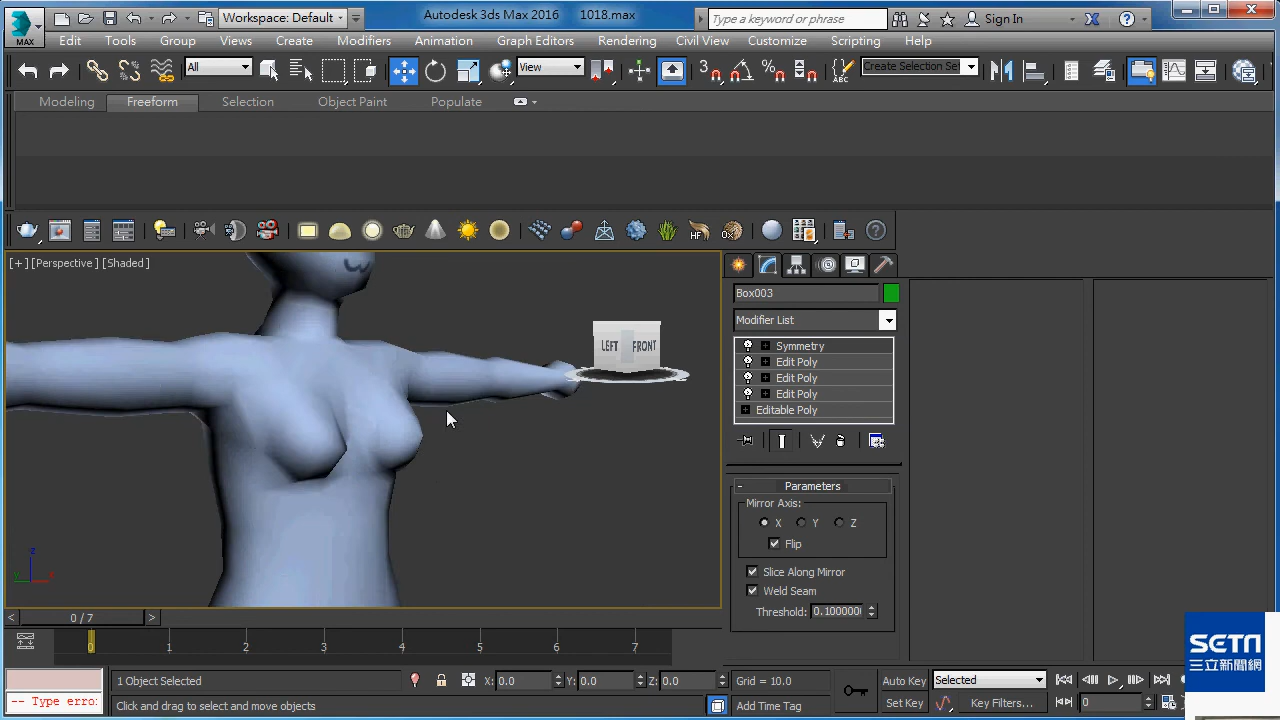 MAX
Workspace: Default
Autodesk 3ds Max 2016 1018.max
Type a keyword or phrase
Sign In
Edit Tools Group Views Create Modifiers Animation Graph Editors Rendering Civil View Customize Scripting Help
All
View
3
ABC
Create Selection Se
Modeling Freeform Selection Object Paint Populate
HF
[+] [Perspective] [Shaded]
LEFT FRONT
z
y x
Box003
Modifier List
Symmetry
Edit Poly
Edit Poly
Edit Poly
Editable Poly
- Parameters
Mirror Axis:
X Y Z
Flip
Slice Along Mirror
Weld Seam
Threshold: 0.100000
< 0 / 7 >
0 1 2 3 4 5 6 7
SETN
三立新聞網
1 Object Selected X: 0.0 Y: 0.0 Z: 0.0 Grid = 10.0 Auto Key Selected
-- Type erro Click and drag to select and move objects Add Time Tag Set Key Key Filters... 0